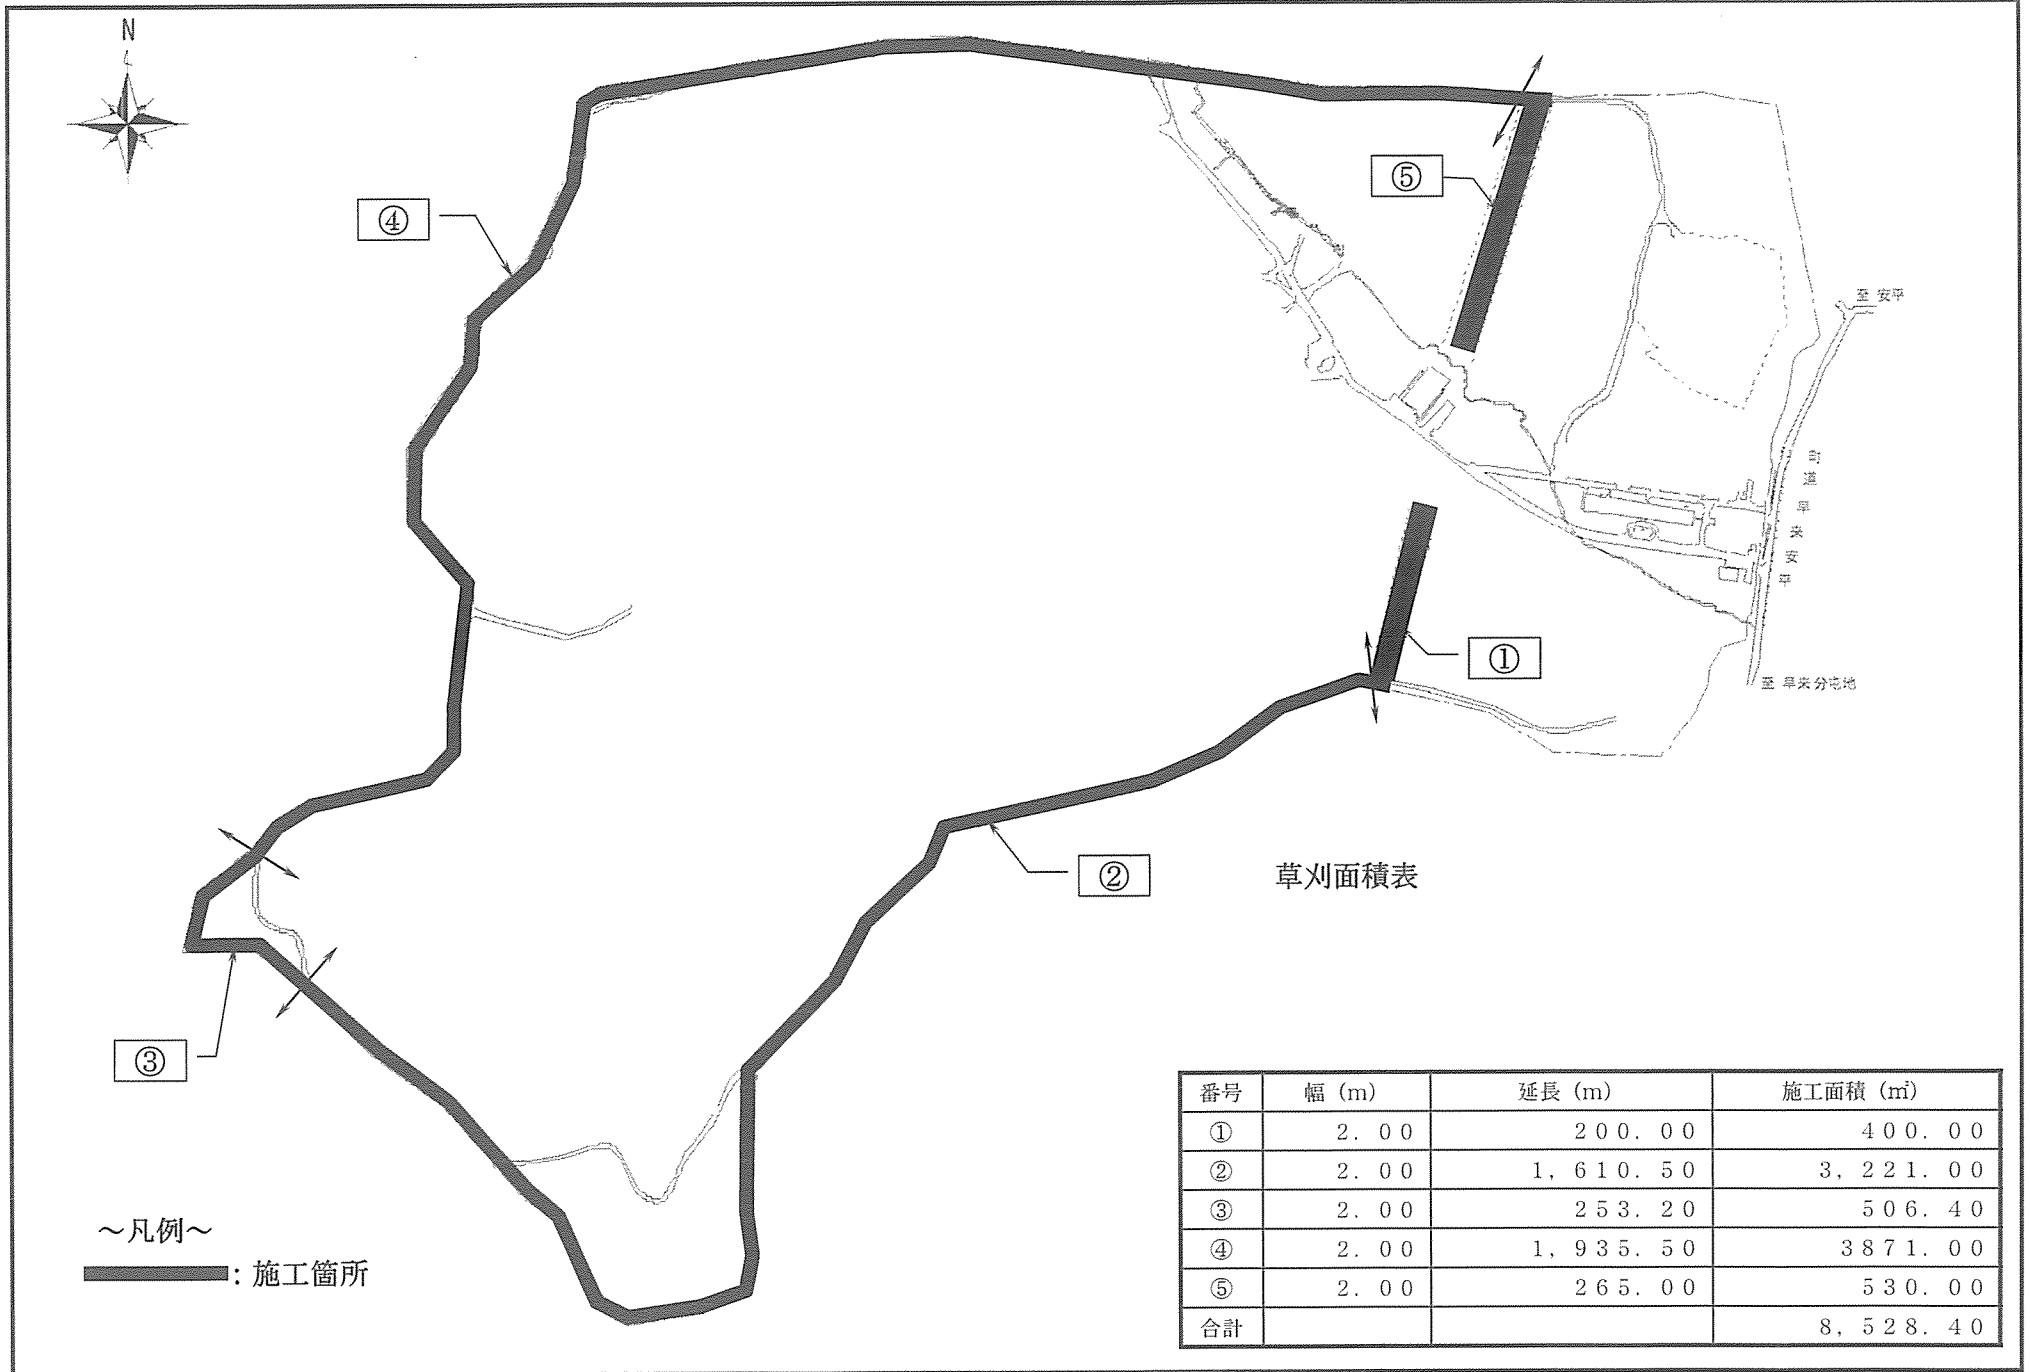 N
⑤
④
至 安平
町道早来安平
①
至 早来分屯地
②
草刈面積表
③
～凡例～
：施工箇所
番号 幅（m） 延長（m） 施工面積（㎡）
① 2．00 200．00 400．00
② 2．00 1，610．50 3，221．00
③ 2．00 253．20 506．40
④ 2．00 1，935．50 3871．00
⑤ 2．00 265．00 530．00
合計 8，528．40